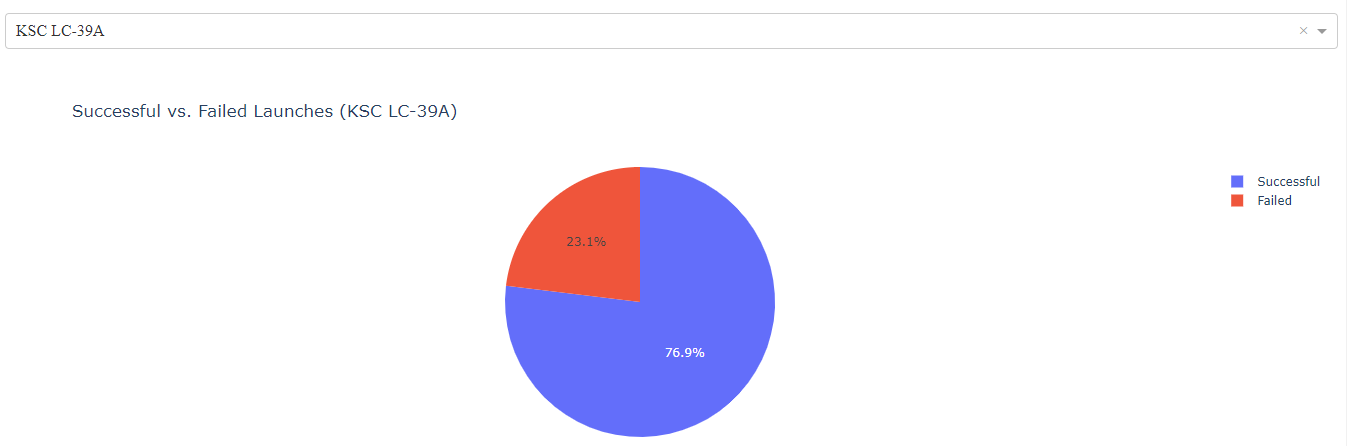 KSC LC-39A
Successful vs. Failed Launches (KSC LC-39A)
Successful
Failed
23.1%
76.9%